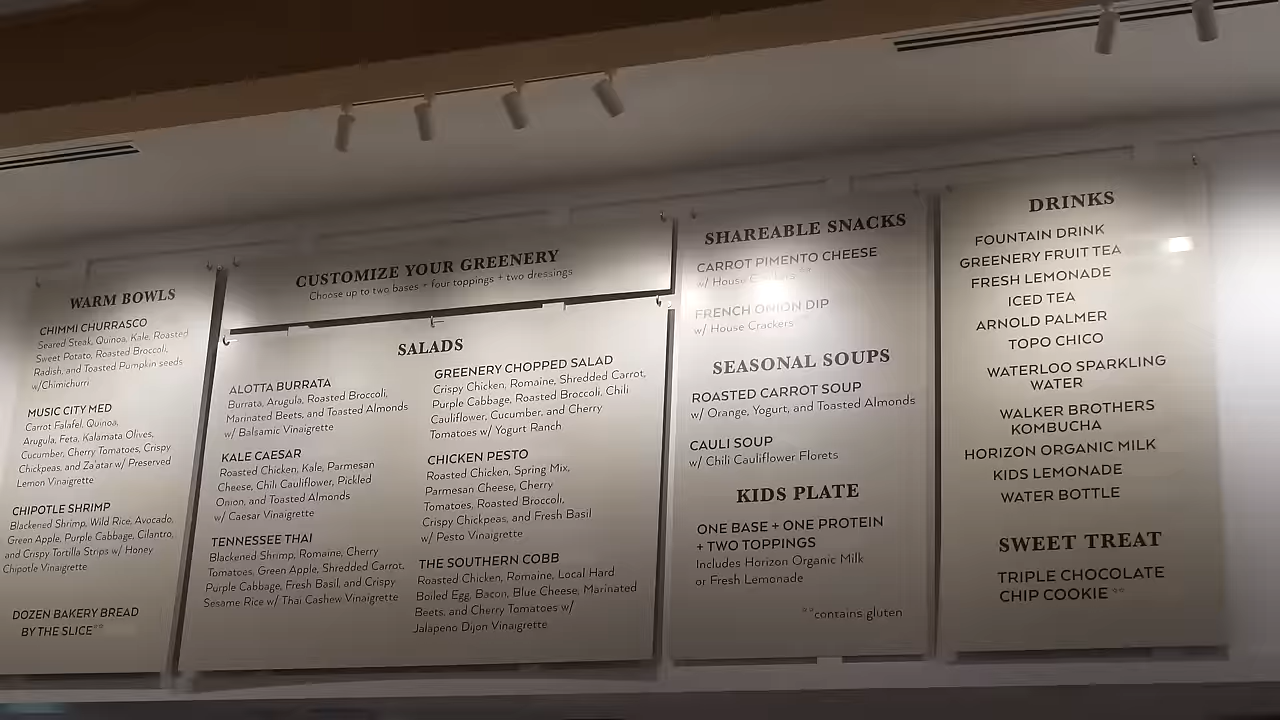 WARM BOWLS
CHIMMI CHURRASCO
Seared Steak, Quinoa, Kale, Roasted
Sweet Potato, Roasted Broccoli,
Radish, and Toasted Pumpkin seeds
w/Chimichurri
MUSIC CITY MED
Carrot Falafel, Quinoa,
Arugula, Feta, Kalamata Olives,
Cucumber, Cherry Tomatoes, Crispy
Chickpeas, and Za'atar w/ Preserved
Lemon Vinaigrette
CHIPOTLE SHRIMP
Blackened Shrimp, Wild Rice, Avocado,
Green Apple, Purple Cabbage, Cilantro,
and Crispy Tortilla Strips w/ Honey
Chipotle Vinaigrette
DOZEN BAKERY BREAD
BY THE SLICE**
CUSTOMIZE YOUR GREENERY
Choose up to two bases + four toppings + two dressings
SALADS
ALOTTA BURRATA
Burrata, Arugula, Roasted Broccoli,
Marinated Beets, and Toasted Almonds
w/ Balsamic Vinaigrette
KALE CAESAR
Roasted Chicken, Kale, Parmesan
Cheese, Chili Cauliflower, Pickled
Onion, and Toasted Almonds
w/ Caesar Vinaigrette
TENNESSEE THAI
Blackened Shrimp, Romaine, Cherry
Tomatoes, Green Apple, Shredded Carrot,
Purple Cabbage, Fresh Basil, and Crispy
Sesame Rice w/ Thai Cashew Vinaigrette
GREENERY CHOPPED SALAD
Crispy Chicken, Romaine, Shredded Carrot,
Purple Cabbage, Roasted Broccoli, Chili
Cauliflower, Cucumber, and Cherry
Tomatoes w/ Yogurt Ranch
CHICKEN PESTO
Roasted Chicken, Spring Mix,
Parmesan Cheese, Cherry
Tomatoes, Roasted Broccoli,
Crispy Chickpeas, and Fresh Basil
w/ Pesto Vinaigrette
THE SOUTHERN COBB
Roasted Chicken, Romaine, Local Hard
Boiled Egg, Bacon, Blue Cheese, Marinated
Beets, and Cherry Tomatoes w/
Jalapeno Dijon Vinaigrette
SHAREABLE SNACKS
CARROT PIMENTO CHEESE
w/ House Crackers **
FRENCH ONION DIP
w/ House Crackers
SEASONAL SOUPS
ROASTED CARROT SOUP
w/ Orange, Yogurt, and Toasted Almonds
CAULI SOUP
w/ Chili Cauliflower Florets
KIDS PLATE
ONE BASE + ONE PROTEIN
+ TWO TOPPINGS
Includes Horizon Organic Milk
or Fresh Lemonade
**contains gluten
DRINKS
FOUNTAIN DRINK
GREENERY FRUIT TEA
FRESH LEMONADE
ICED TEA
ARNOLD PALMER
TOPO CHICO
WATERLOO SPARKLING
WATER
WALKER BROTHERS
KOMBUCHA
HORIZON ORGANIC MILK
KIDS LEMONADE
WATER BOTTLE
SWEET TREAT
TRIPLE CHOCOLATE
CHIP COOKIE **